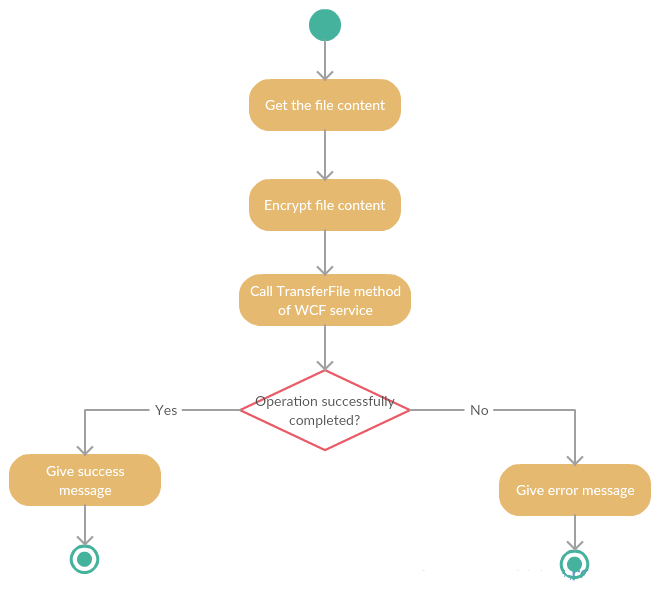 Get the file content
Encrypt file content
Call TransferFile method
of WCF service
Operation successfully
completed?
Yes
No
Give success
message
Give error message